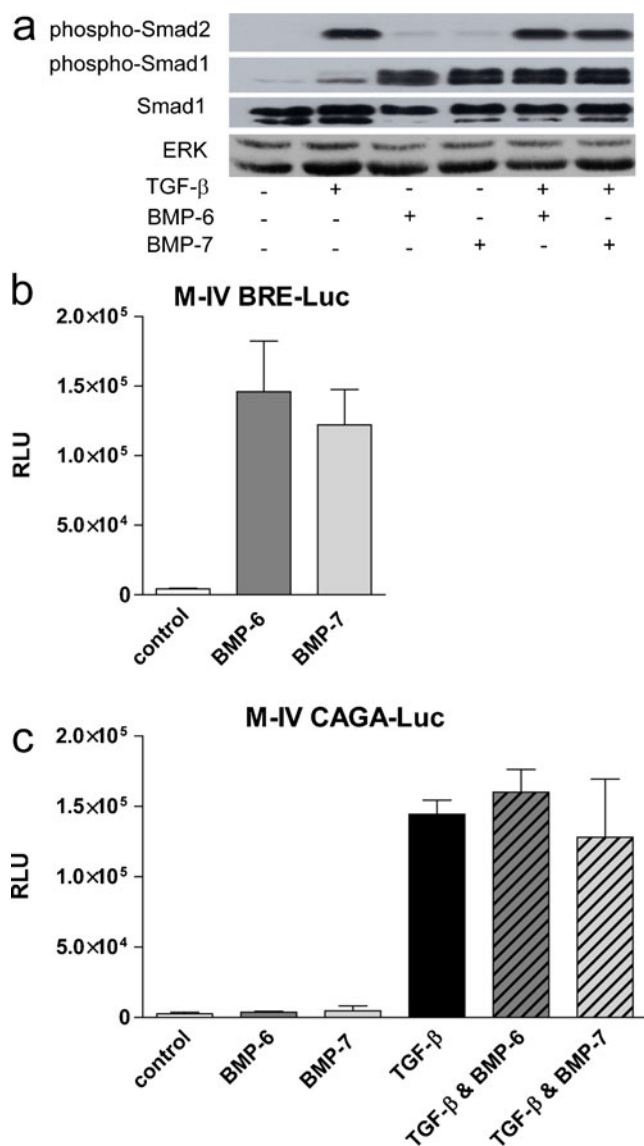 a
phospho-Smad2
phospho-Smad1
Smad1
ERK
TGF-β - + - - + +
BMP-6 - - + - + -
BMP-7 - - - + - +
b
M-IV BRE-Luc
2.0×10⁵
1.5×10⁵
1.0×10⁵
5.0×10⁴
0
RLU
control
BMP-6
BMP-7
c
M-IV CAGA-Luc
2.0×10⁵
1.5×10⁵
1.0×10⁵
5.0×10⁴
0
RLU
control
BMP-6
BMP-7
TGF-β
TGF-β & BMP-6
TGF-β & BMP-7